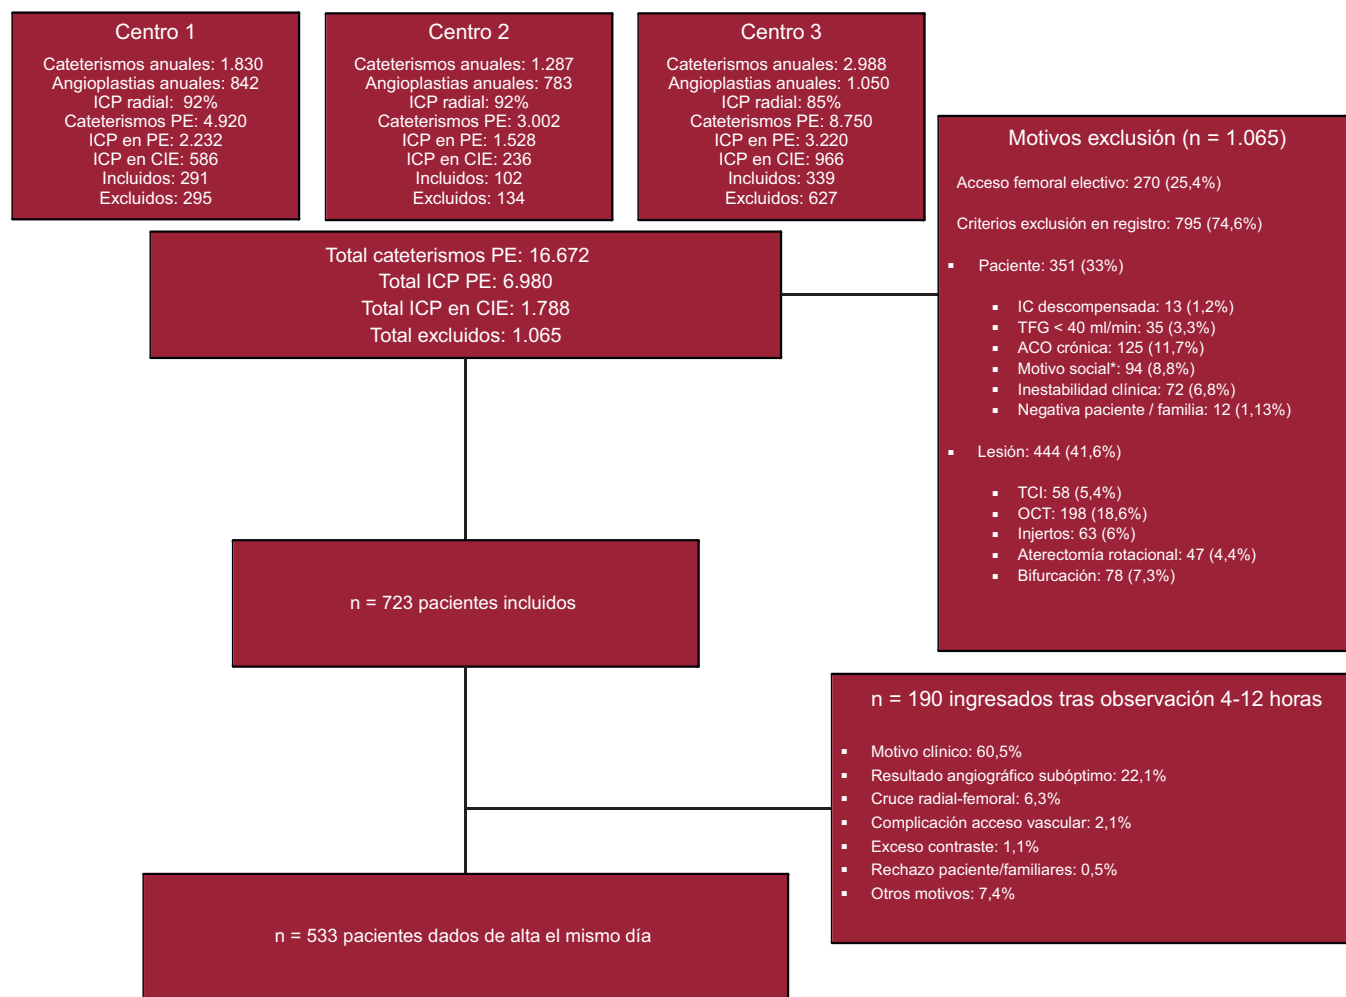 Centro 1
Cateterismos anuales: 1.830
Angioplastias anuales: 842
ICP radial: 92%
Cateterismos PE: 4.920
ICP en PE: 2.232
ICP en CIE: 586
Incluidos: 291
Excluidos: 295
Centro 2
Cateterismos anuales: 1.287
Angioplastias anuales: 783
ICP radial: 92%
Cateterismos PE: 3.002
ICP en PE: 1.528
ICP en CIE: 236
Incluidos: 102
Excluidos: 134
Centro 3
Cateterismos anuales: 2.988
Angioplastias anuales: 1.050
ICP radial: 85%
Cateterismos PE: 8.750
ICP en PE: 3.220
ICP en CIE: 966
Incluidos: 339
Excluidos: 627
Total cateterismos PE: 16.672
Total ICP PE: 6.980
Total ICP en CIE: 1.788
Total excluidos: 1.065
Motivos exclusión (n = 1.065)
Acceso femoral electivo: 270 (25,4%)
Criterios exclusión en registro: 795 (74,6%)
▪ Paciente: 351 (33%)
▪ IC descompensada: 13 (1,2%)
▪ TFG < 40 ml/min: 35 (3,3%)
▪ ACO crónica: 125 (11,7%)
▪ Motivo social*: 94 (8,8%)
▪ Inestabilidad clínica: 72 (6,8%)
▪ Negativa paciente / familia: 12 (1,13%)
▪ Lesión: 444 (41,6%)
▪ TCI: 58 (5,4%)
▪ OCT: 198 (18,6%)
▪ Injertos: 63 (6%)
▪ Aterectomía rotacional: 47 (4,4%)
▪ Bifurcación: 78 (7,3%)
n = 723 pacientes incluidos
n = 190 ingresados tras observación 4-12 horas
▪ Motivo clínico: 60,5%
▪ Resultado angiográfico subóptimo: 22,1%
▪ Cruce radial-femoral: 6,3%
▪ Complicación acceso vascular: 2,1%
▪ Exceso contraste: 1,1%
▪ Rechazo paciente/familiares: 0,5%
▪ Otros motivos: 7,4%
n = 533 pacientes dados de alta el mismo día